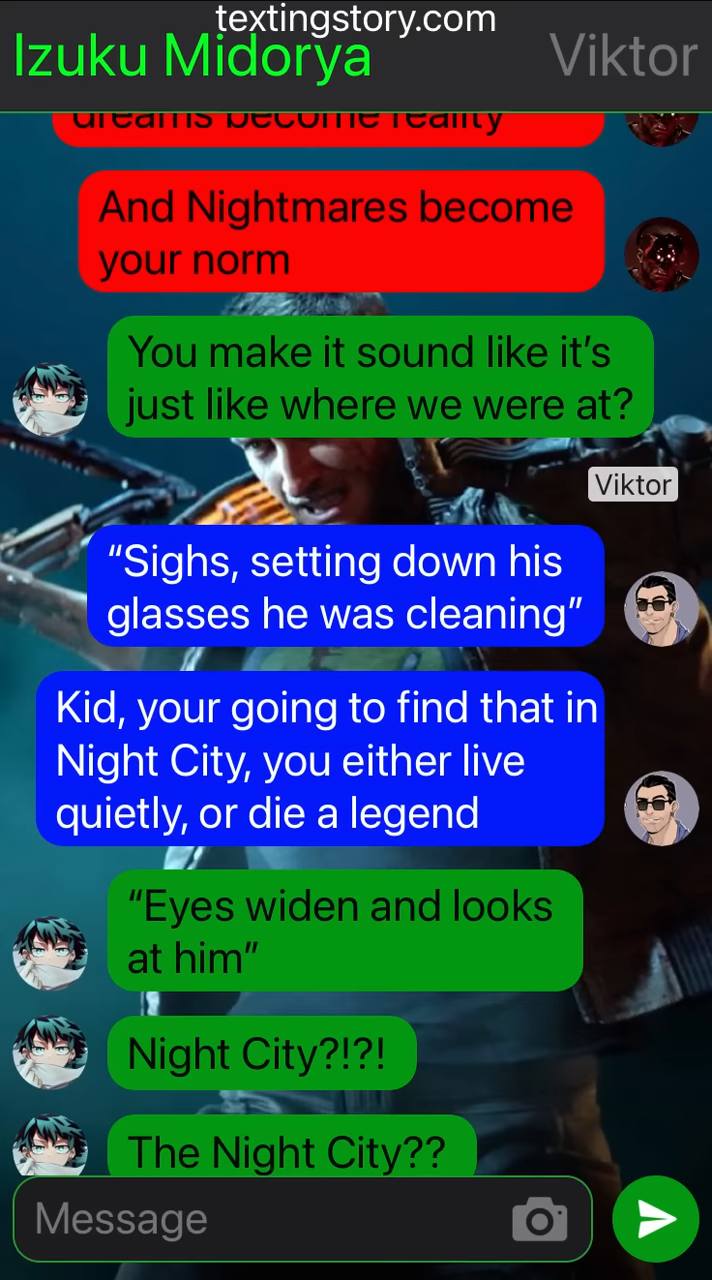 textingstory.com
Izuku Midorya
Viktor
dreams become reality
And Nightmares become
your norm
You make it sound like it’s
just like where we were at?
Viktor
“Sighs, setting down his
glasses he was cleaning”
Kid, your going to find that in
Night City, you either live
quietly, or die a legend
“Eyes widen and looks
at him”
Night City?!?!
The Night City??
Message